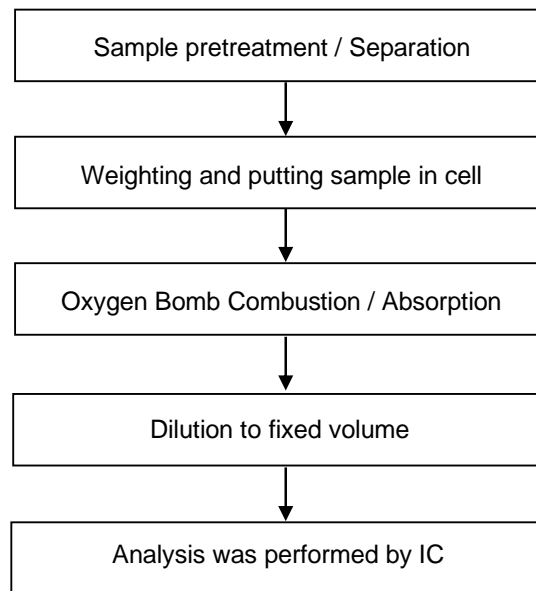 Sample pretreatment / Separation
Weighting and putting sample in cell
Oxygen Bomb Combustion / Absorption
Dilution to fixed volume
Analysis was performed by IC